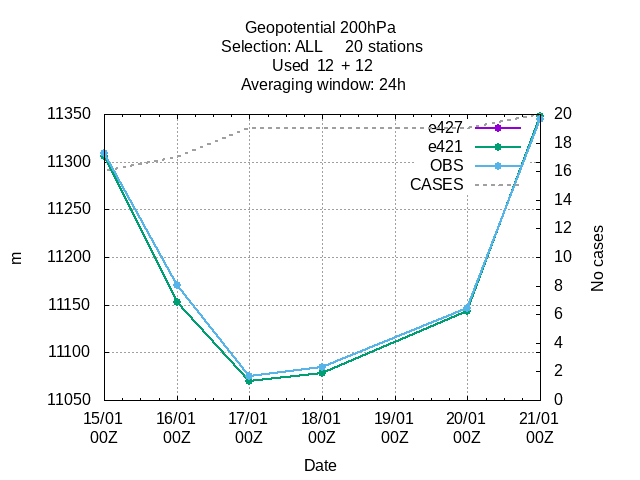 Geopotential 200hPa
Selection: ALL 20 stations
Used 12 + 12
Averaging window: 24h
11350
11300
11250
11200
11150
11100
11050
m
20
18
16
14
12
10
8
6
4
2
0
No cases
e427
e421
OBS
CASES
15/01 16/01 17/01 18/01 19/01 20/01 21/01
00Z 00Z 00Z 00Z 00Z 00Z 00Z
Date